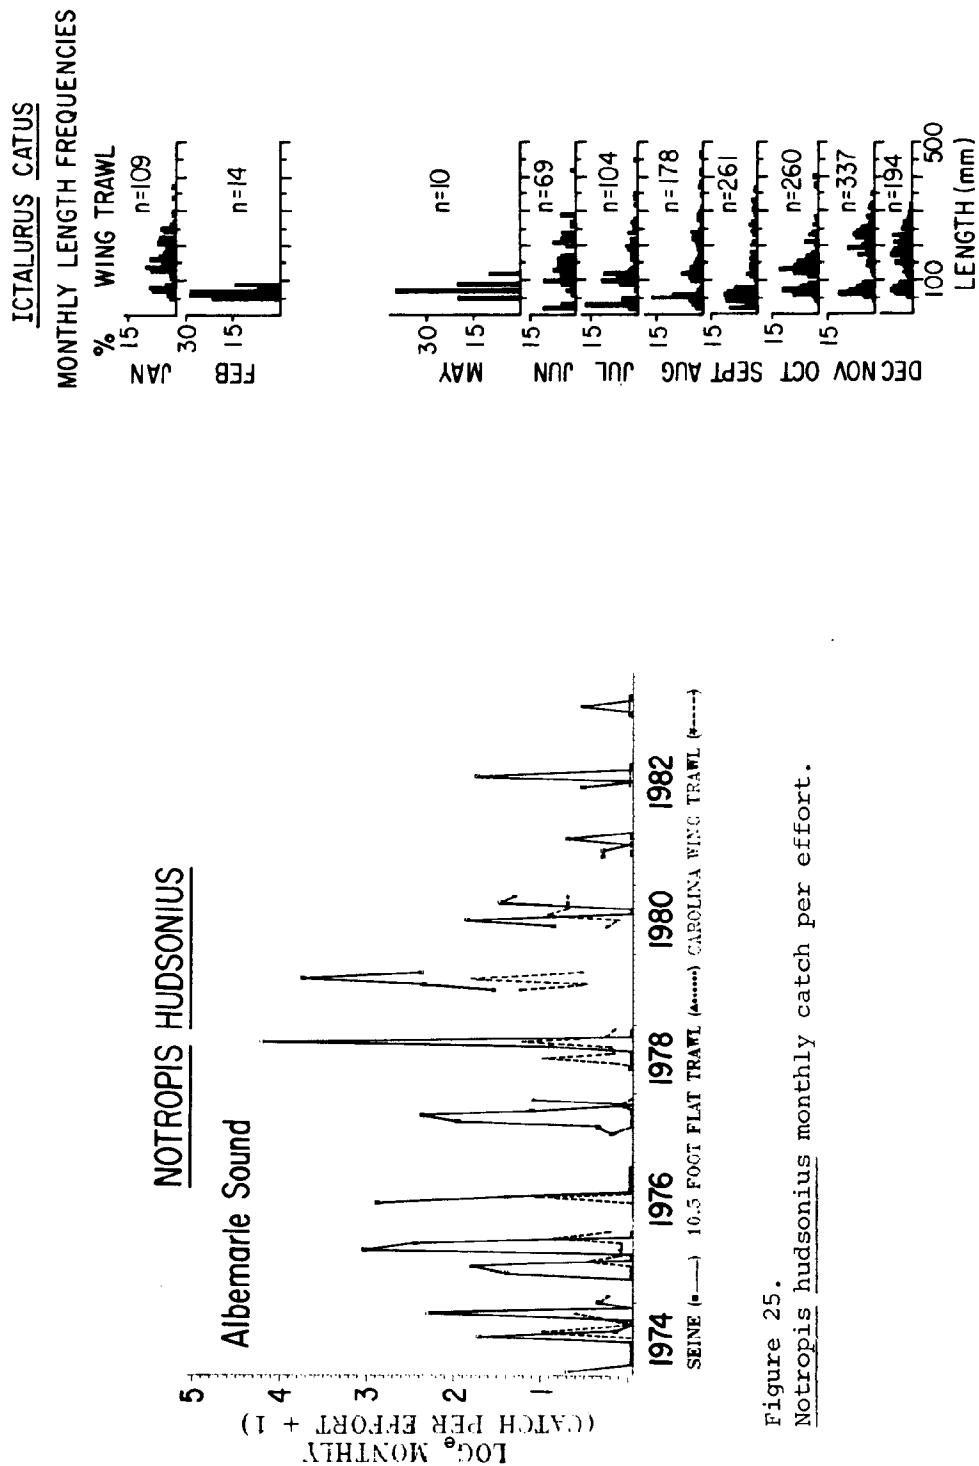 NOTROPIS HUDSONIUS
Albemarle Sound
LOGe MONTHLY
(CATCH PER EFFORT + 1)
5
4
3
2
1
1974 1976 1978 1980 1982
SEINE (■——) 10.5 FOOT FLAT TRAWL (▲••••••) CAROLINA WING TRAWL (*-----)
Figure 25.
Notropis hudsonius monthly catch per effort.
ICTALURUS CATUS
MONTHLY LENGTH FREQUENCIES
% WING TRAWL
15 JAN n=109
30
15 FEB n=14
30
15 MAY n=10
15 JUN n=69
15 JUL n=104
15 AUG n=178
15 SEPT n=261
15 OCT n=260
15 NOV n=337
DEC n=194
100 500
LENGTH (mm)